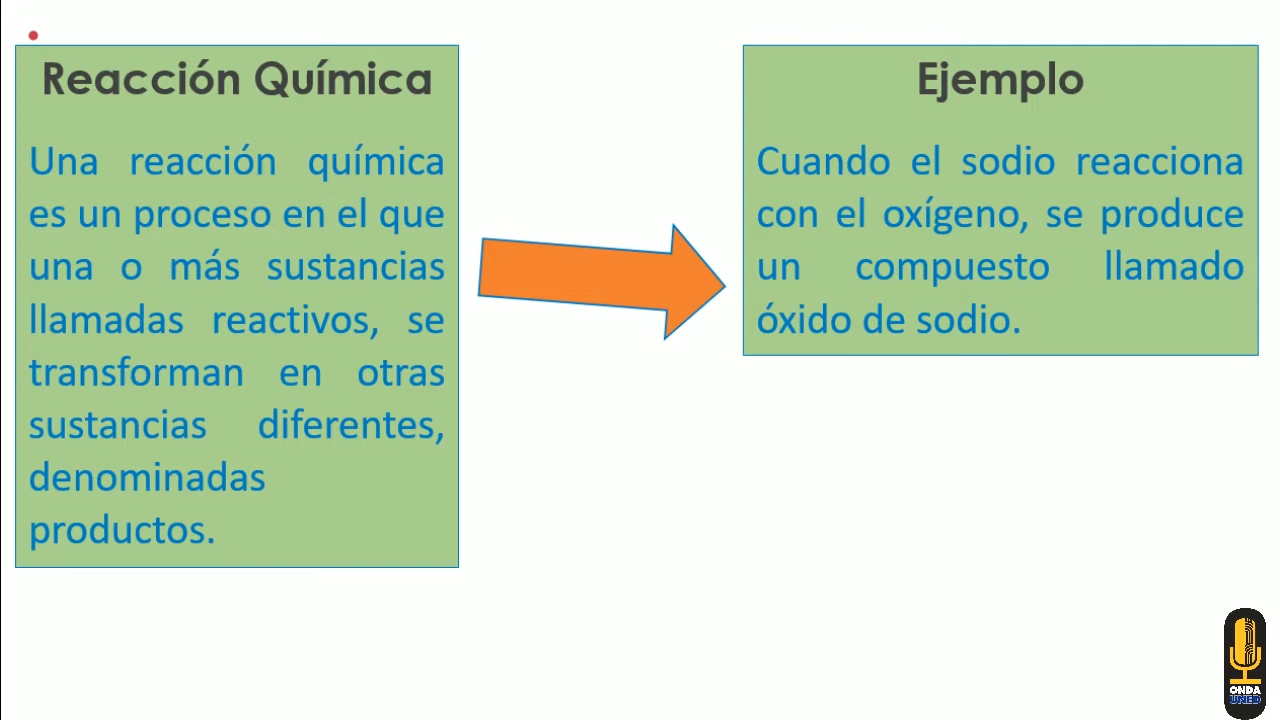 Reacción Química
Una reacción química
es un proceso en el que
una o más sustancias
llamadas reactivos, se
transforman en otras
sustancias diferentes,
denominadas
productos.
Ejemplo
Cuando el sodio reacciona
con el oxígeno, se produce
un compuesto llamado
óxido de sodio.
ONDA
UNED